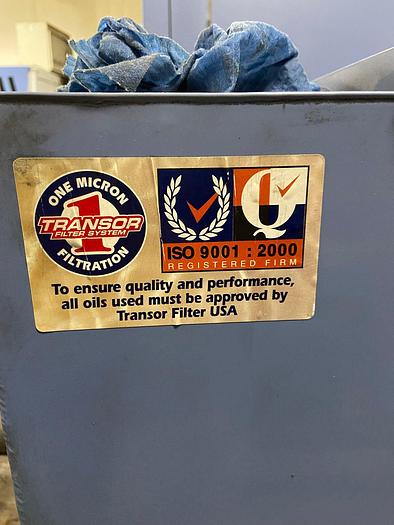 ONE MICRON
1
TRANSOR
FILTER SYSTEM
FILTRATION
Q
ISO 9001 : 2000
REGISTERED FIRM
To ensure quality and performance,
all oils used must be approved by
Transor Filter USA